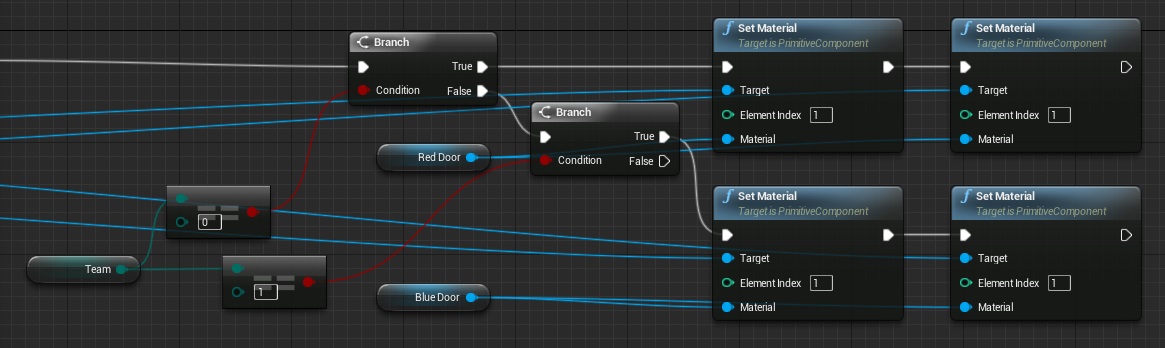 Branch
True
Condition
False
Set Material
Target is PrimitiveComponent
Target
Element Index 1
Material
Set Material
Target is PrimitiveComponent
Target
Element Index 1
Material
Branch
True
Condition
False
Red Door
0
Team
1
Blue Door
Set Material
Target is PrimitiveComponent
Target
Element Index 1
Material
Set Material
Target is PrimitiveComponent
Target
Element Index 1
Material